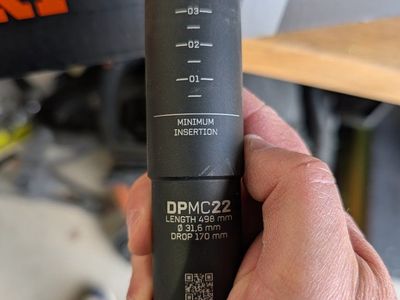 03
02
01
MINIMUM
INSERTION
DPMC22
LENGTH 498 mm
Ø 31,6 mm
DROP 170 mm